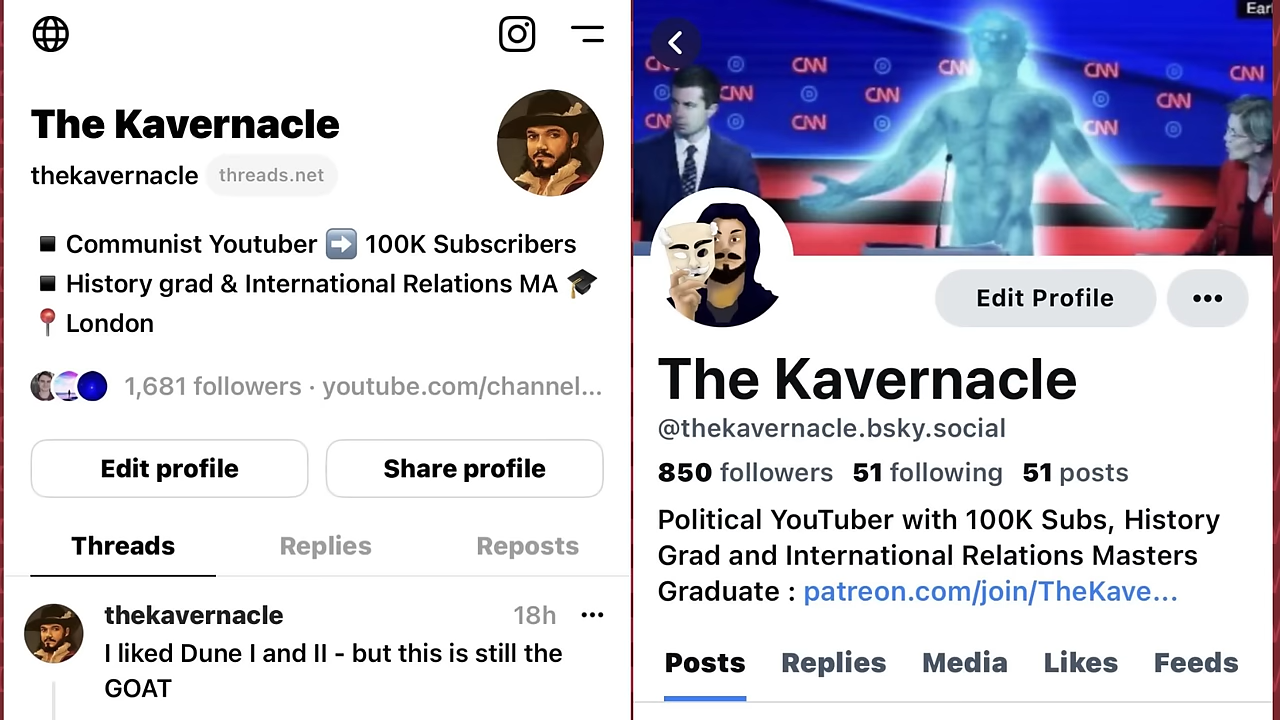 The Kavernacle
thekavernacle threads.net
▪️ Communist Youtuber ➡️ 100K Subscribers
▪️ History grad & International Relations MA 🎓
📍 London
1,681 followers · youtube.com/channel...
Edit profile
Share profile
Threads Replies Reposts
thekavernacle 18h
I liked Dune I and II - but this is still the
GOAT
CNN CNN CNN CNN CNN
CNN CNN CNN CNN
CNN CNN CNN
Edit Profile
The Kavernacle
@thekavernacle.bsky.social
850 followers 51 following 51 posts
Political YouTuber with 100K Subs, History
Grad and International Relations Masters
Graduate : patreon.com/join/TheKave...
Posts Replies Media Likes Feeds